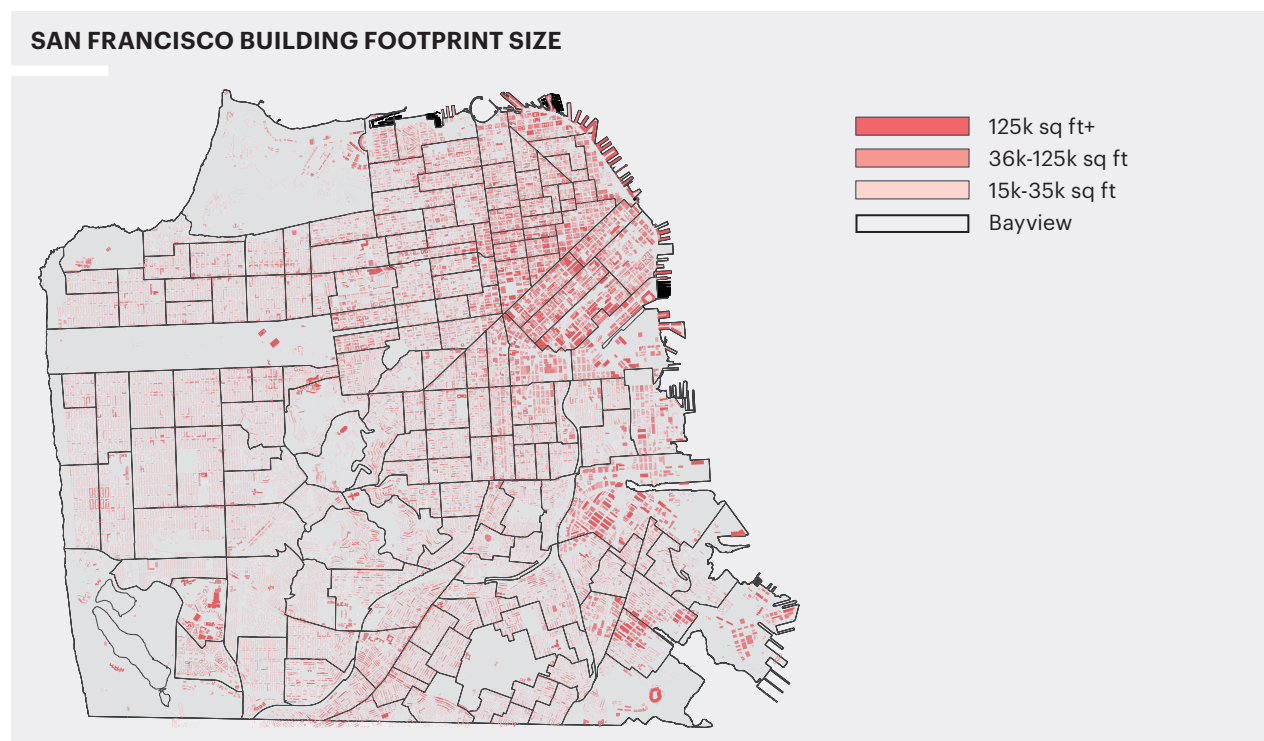 SAN FRANCISCO BUILDING FOOTPRINT SIZE
125k sq ft+
36k-125k sq ft
15k-35k sq ft
Bayview